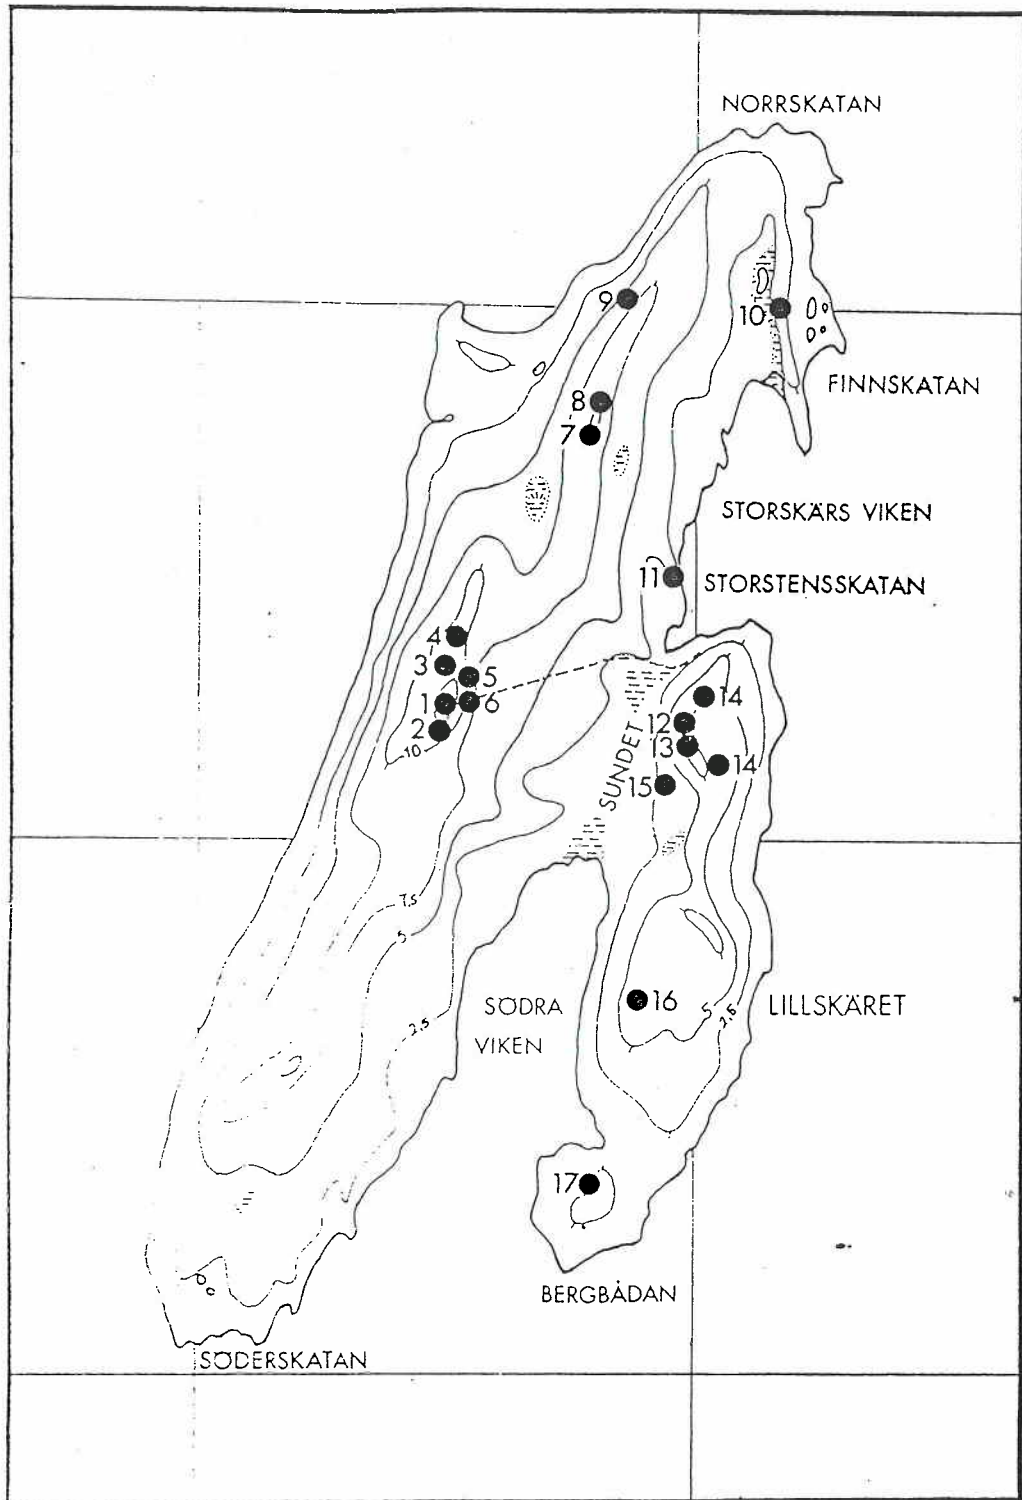 NORRSKATAN
9
10
FINNSKATAN
8
7
STORSKÄRS VIKEN
11
STORSTENSSKATAN
4
3
5
1
6
2
10
14
12
13
14
15
SUNDET
7,5
5
2,5
SÖDRA
VIKEN
16
5
2,5
LILLSKÄRET
17
BERGBÅDAN
SÖDERSKATAN